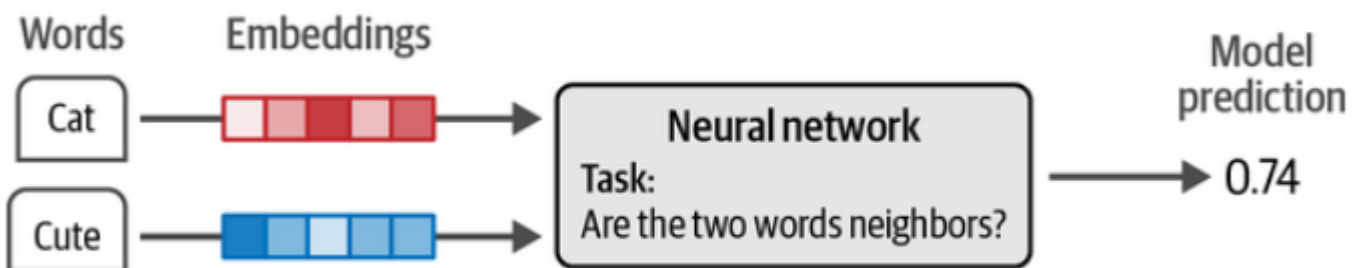 Words
Embeddings
Cat
Cute
Neural network
Task:
Are the two words neighbors?
Model
prediction
0.74